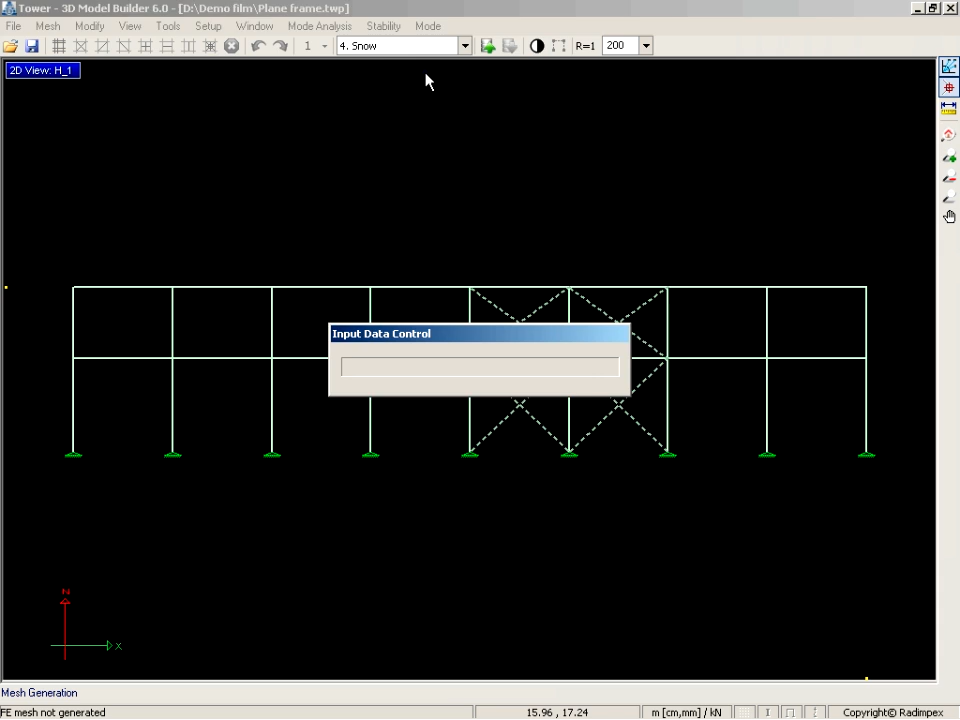 Tower - 3D Model Builder 6.0 - [D:\Demo film\Plane frame.twp]
File Mesh Modify View Tools Setup Window Mode Analysis Stability Mode
1 4. Snow R=1 200
2D View: H_1
Input Data Control
Z
X
Mesh Generation
FE mesh not generated 15.96 , 17.24 m [cm,mm] / kN Copyright© Radimpex